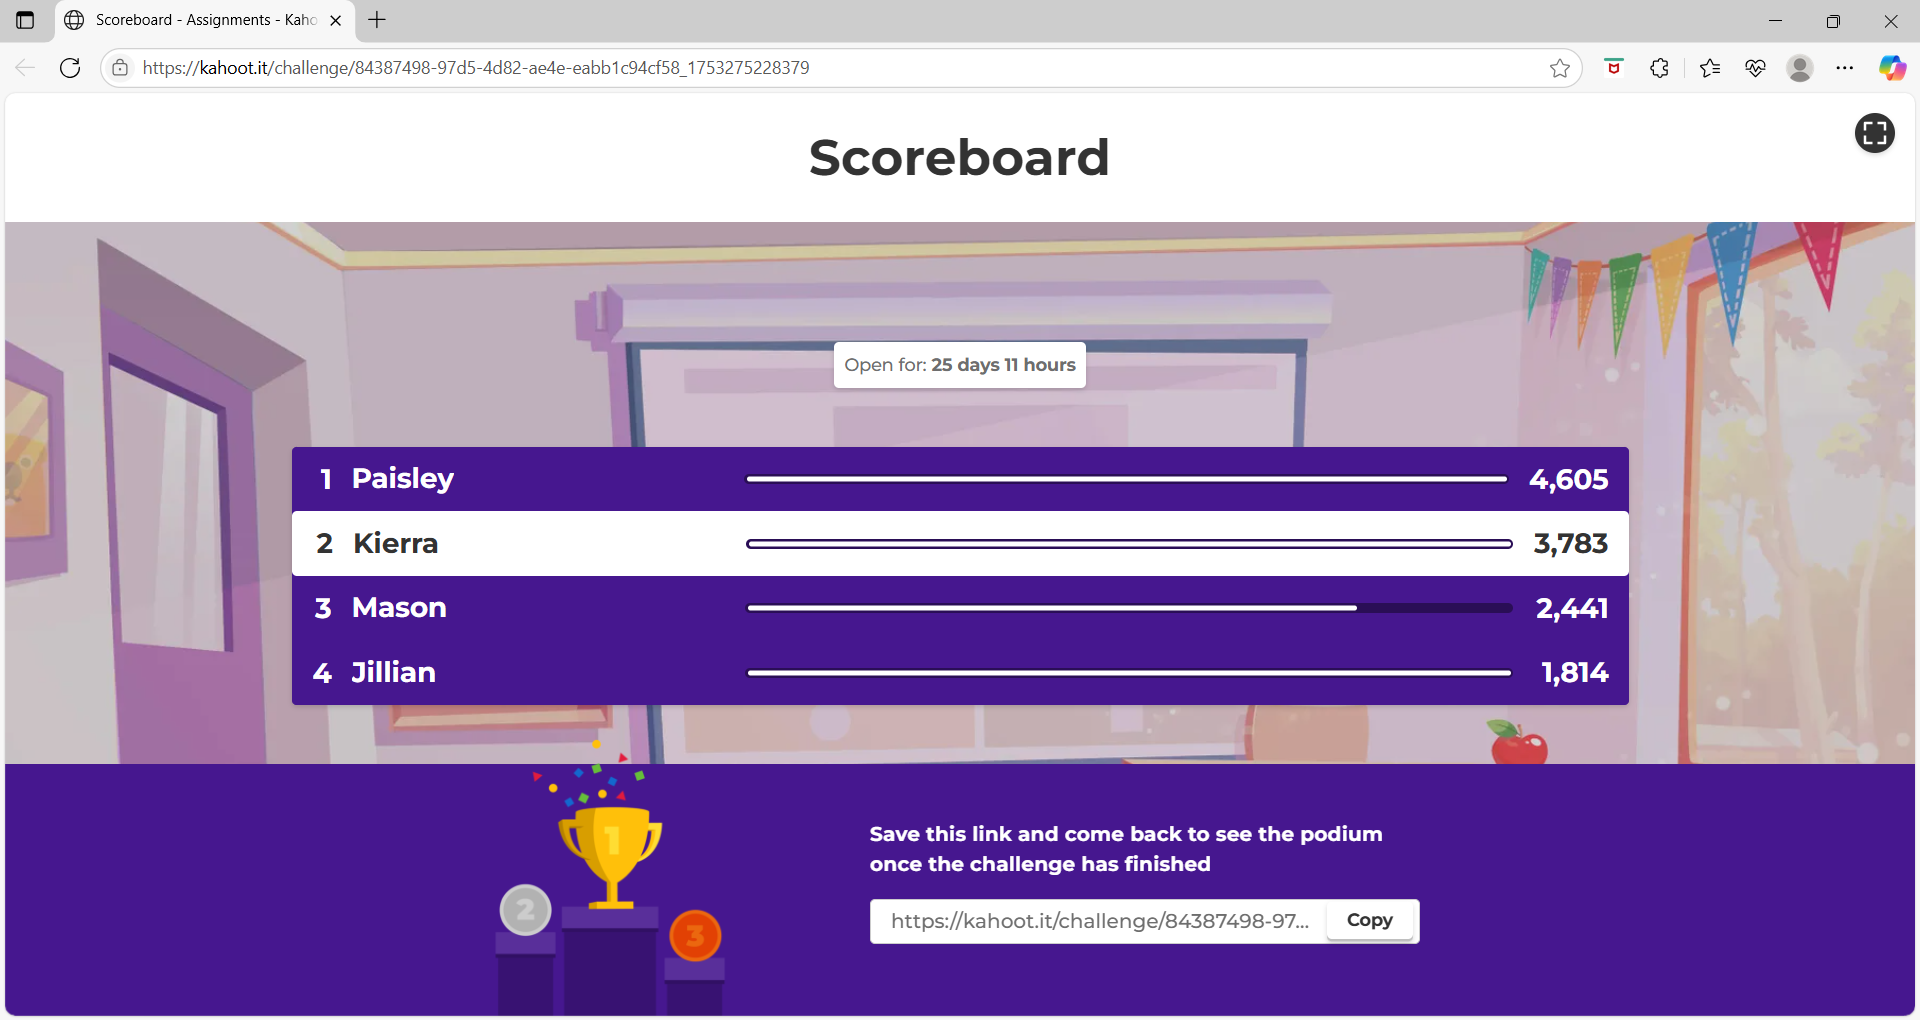 Scoreboard - Assignments - Kaho
https://kahoot.it/challenge/84387498-97d5-4d82-ae4e-eabb1c94cf58_1753275228379
Scoreboard
Open for: 25 days 11 hours
1 Paisley 4,605
2 Kierra 3,783
3 Mason 2,441
4 Jillian 1,814
1
2
3
Save this link and come back to see the podium
once the challenge has finished
https://kahoot.it/challenge/84387498-97... Copy